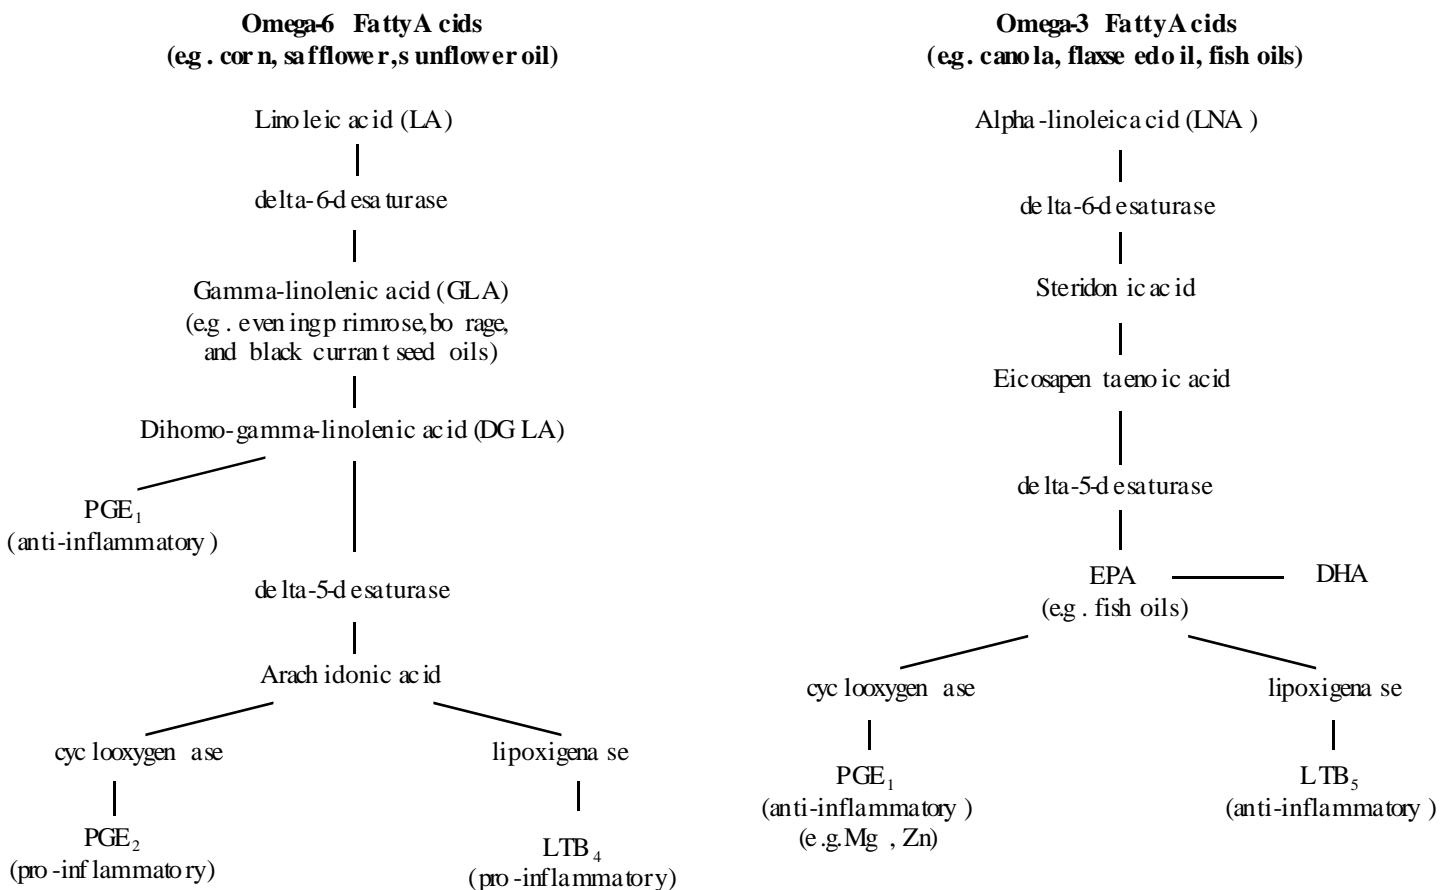 Omega-6 Fatty Acids
(e.g. corn, safflower, sunflower oil)
Linoleic acid (LA)
delta-6-desaturase
Gamma-linolenic acid (GLA)
(e.g. evening primrose, borage,
and black currant seed oils)
Dihomo-gamma-linolenic acid (DGLA)
PGE₁
(anti-inflammatory)
delta-5-desaturase
Arachidonic acid
cyclooxygenase
lipoxigenase
PGE₂
(pro-inflammatory)
LTB₄
(pro-inflammatory)
Omega-3 Fatty Acids
(e.g. canola, flaxseed oil, fish oils)
Alpha-linoleic acid (LNA)
delta-6-desaturase
Steridonic acid
Eicosapentaenoic acid
delta-5-desaturase
EPA
DHA
(e.g. fish oils)
cyclooxygenase
lipoxigenase
PGE₁
(anti-inflammatory)
(e.g. Mg, Zn)
LTB₅
(anti-inflammatory)